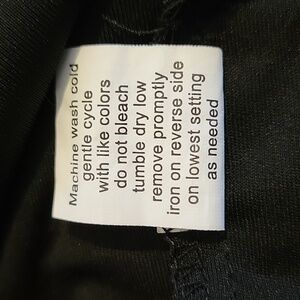 Machine wash cold
gentle cycle
with like colors
do not bleach
tumble dry low
remove promptly
iron on reverse side
on lowest setting
as needed